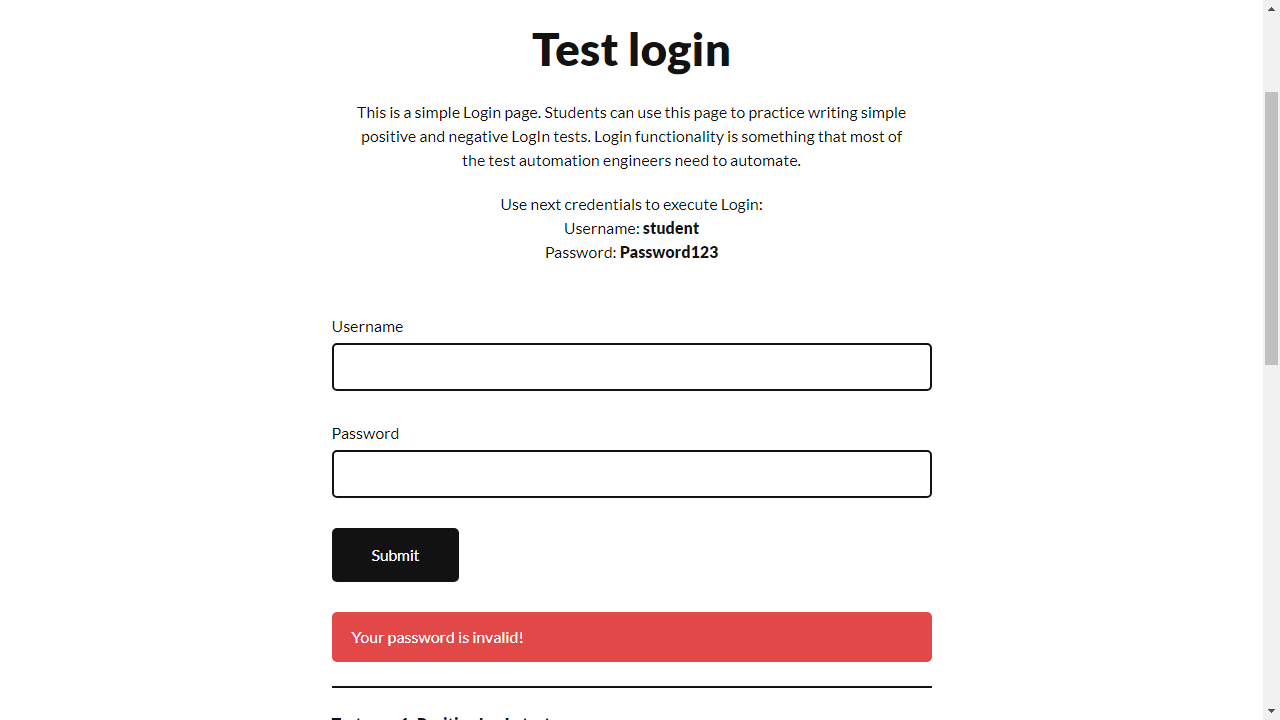 Test login
This is a simple Login page. Students can use this page to practice writing simple
positive and negative LogIn tests. Login functionality is something that most of
the test automation engineers need to automate.
Use next credentials to execute Login:
Username: student
Password: Password123
Username
Password
Submit
Your password is invalid!